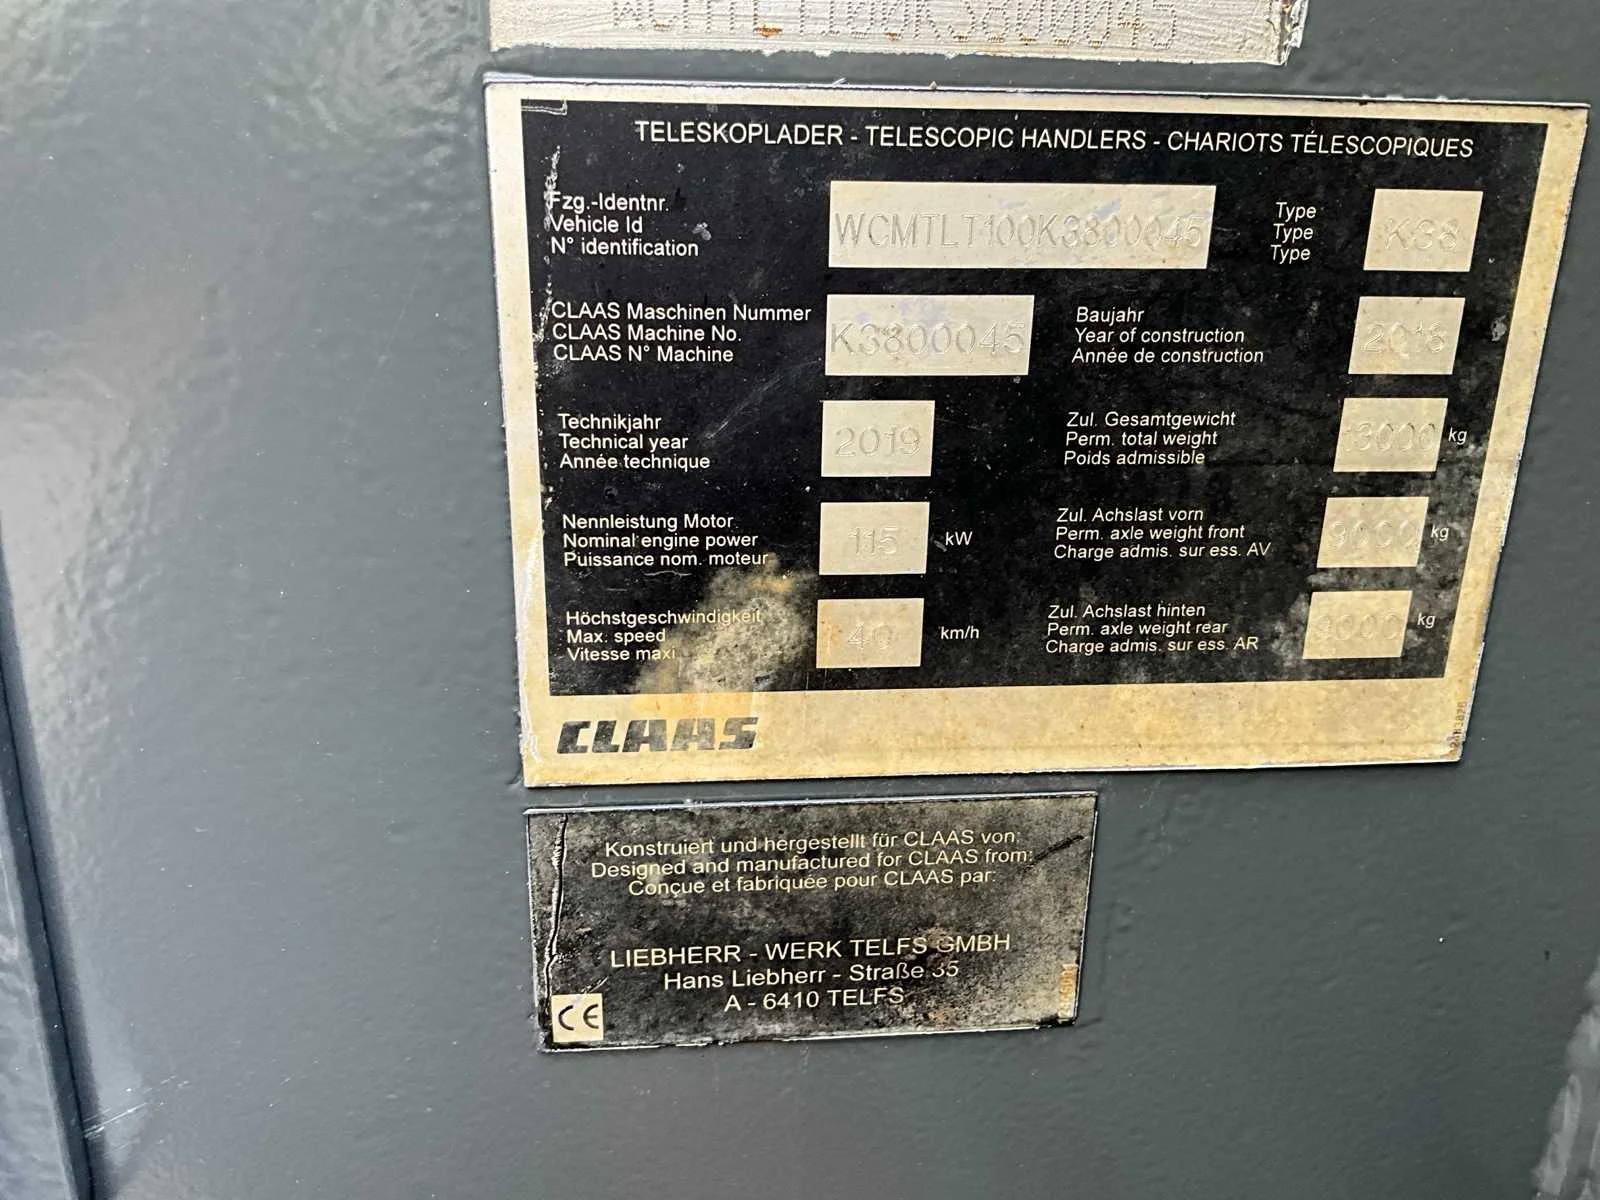 WCMTLT100K3800045
TELESKOPLADER - TELESCOPIC HANDLERS - CHARIOTS TÉLESCOPIQUES
Fzg.-Identnr.
Vehicle Id
N° identification
WCMTLT100K3800045
Type
Type
Type
K38
CLAAS Maschinen Nummer
CLAAS Machine No.
CLAAS N° Machine
K3800045
Baujahr
Year of construction
Année de construction
2018
Technikjahr
Technical year
Année technique
2019
Zul. Gesamtgewicht
Perm. total weight
Poids admissible
13000 kg
Nennleistung Motor
Nominal engine power
Puissance nom. moteur
115 kW
Zul. Achslast vorn
Perm. axle weight front
Charge admis. sur ess. AV
9000 kg
Höchstgeschwindigkeit
Max. speed
Vitesse maxi.
40 km/h
Zul. Achslast hinten
Perm. axle weight rear
Charge admis. sur ess. AR
kg
CLAAS
Konstruiert und hergestellt für CLAAS von:
Designed and manufactured for CLAAS from:
Conçue et fabriquée pour CLAAS par:
LIEBHERR - WERK TELFS GMBH
Hans Liebherr - Straße 35
A - 6410 TELFS
CE